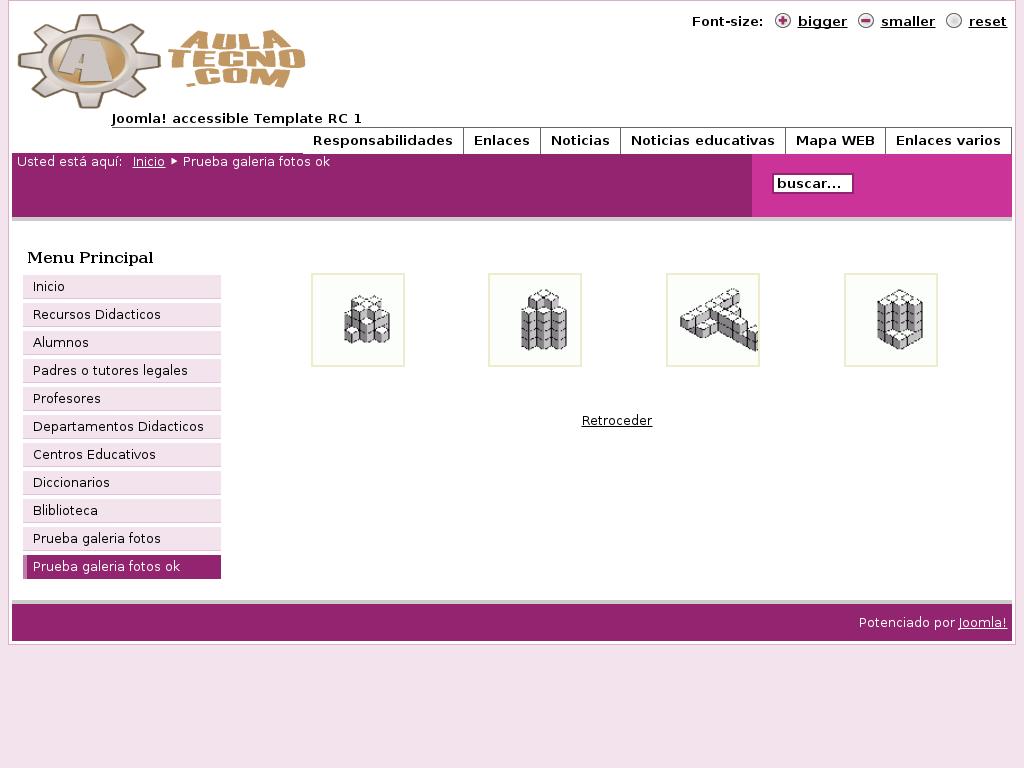 Font-size: bigger smaller reset
A
AULA
TECNO
.COM
Joomla! accessible Template RC 1
Responsabilidades Enlaces Noticias Noticias educativas Mapa WEB Enlaces varios
Usted está aquí: Inicio Prueba galeria fotos ok
buscar...
Menu Principal
Inicio
Recursos Didacticos
Alumnos
Padres o tutores legales
Profesores
Departamentos Didacticos
Centros Educativos
Diccionarios
Bliblioteca
Prueba galeria fotos
Prueba galeria fotos ok
Retroceder
Potenciado por Joomla!